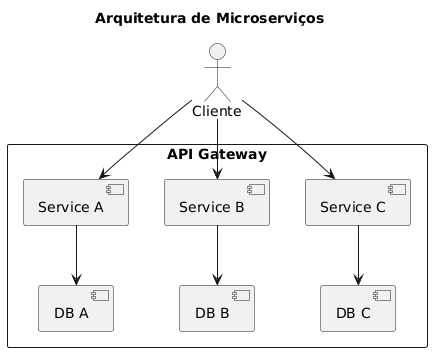 Arquitetura de Microserviços
Cliente
API Gateway
Service A
Service B
Service C
DB A
DB B
DB C